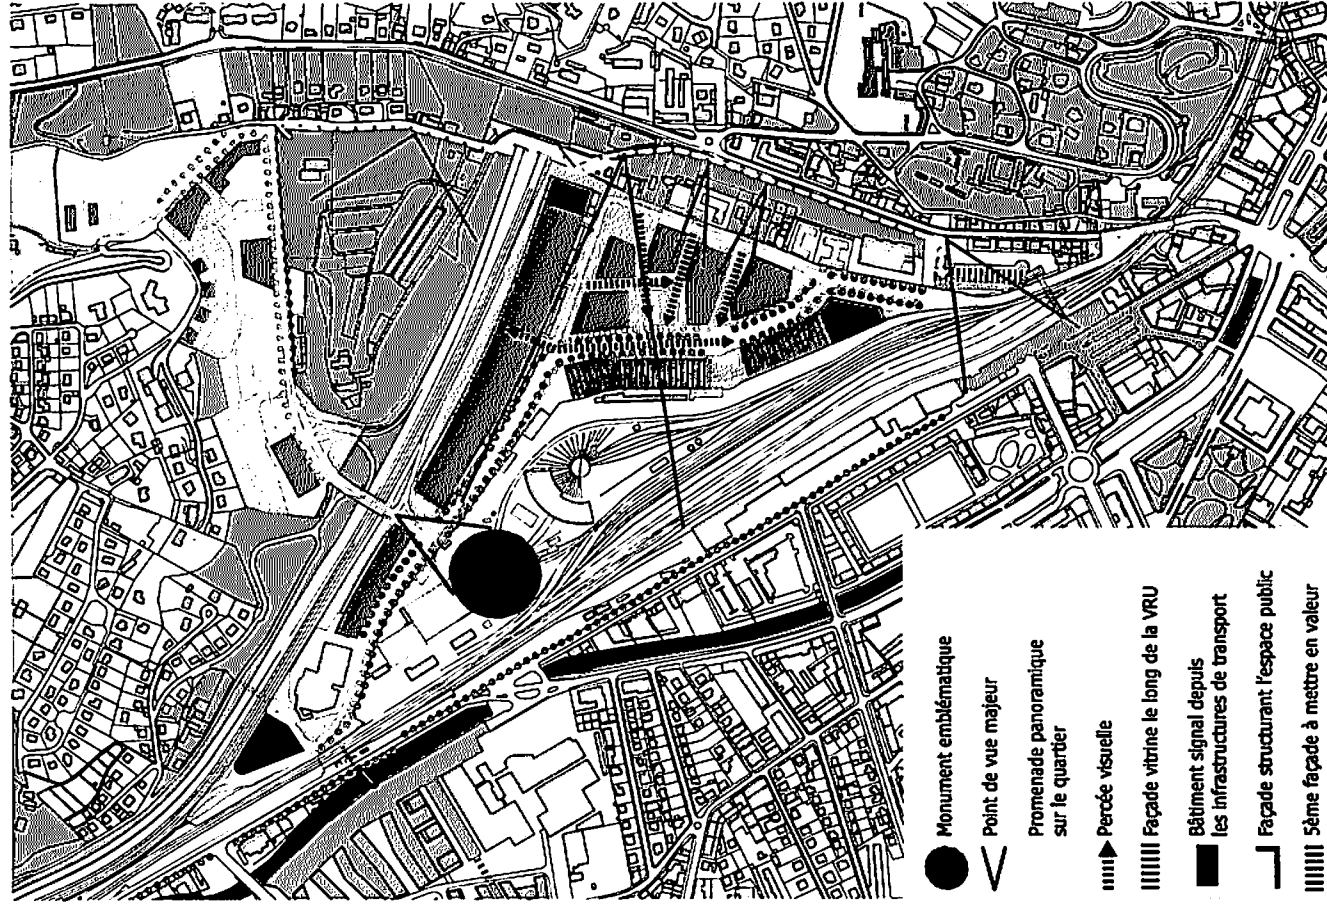 Monument emblématique
Point de vue majeur
Promenade panoramique
sur le quartier
Percée visuelle
Façade vitrine le long de la VRU
Bâtiment signal depuis
les infrastructures de transport
Façade structurant l'espace public
5ème façade à mettre en valeur